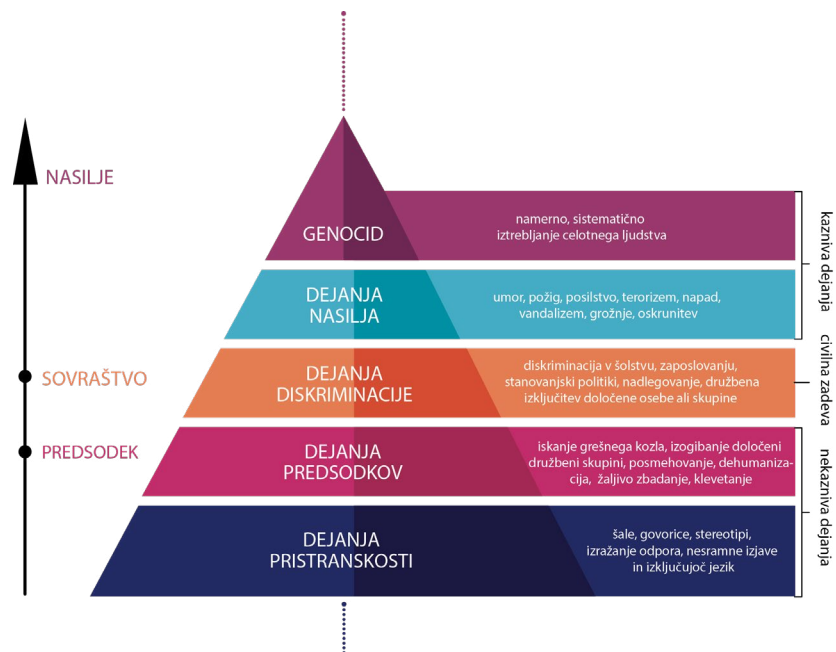 NASILJE
GENOCID
namerno, sistematično
iztrebljanje celotnega ljudstva
kazniva dejanja
DEJANJA
NASILJA
umor, požig, posilstvo, terorizem, napad,
vandalizem, grožnje, oskrunitev
SOVRAŠTVO
DEJANJA
DISKRIMINACIJE
diskriminacija v šolstvu, zaposlovanju,
stanovanjski politiki, nadlegovanje, družbena
izključitev določene osebe ali skupine
civilna zadeva
PREDSODEK
DEJANJA
PREDSODKOV
iskanje grešnega kozla, izogibanje določeni
družbeni skupini, posmehovanje, dehumaniza-
cija, žaljivo zbadanje, klevetanje
nekazniva dejanja
DEJANJA
PRISTRANSKOSTI
šale, govorice, stereotipi,
izražanje odpora, nesramne izjave
in izključujoč jezik